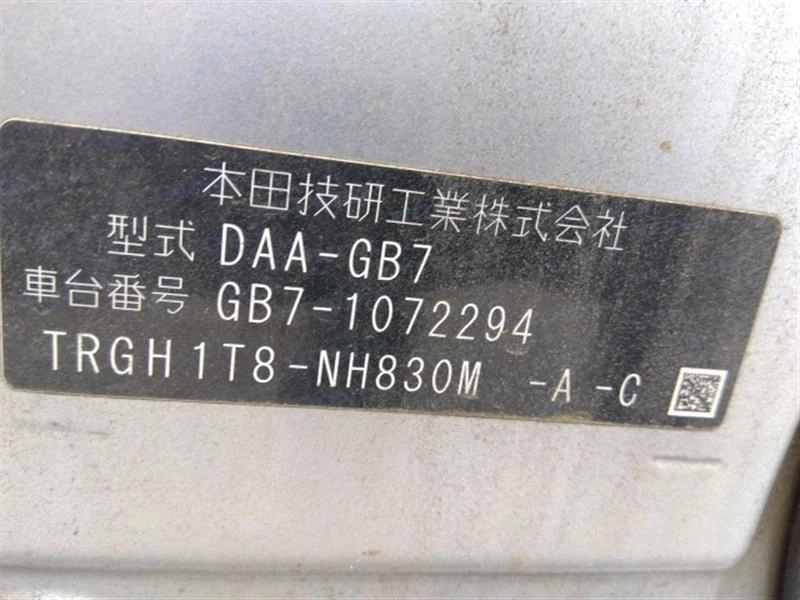 本田技研工業株式会社
型式 DAA-GB7
車台番号 GB7-1072294
TRGH1T8-NH830M -A -C